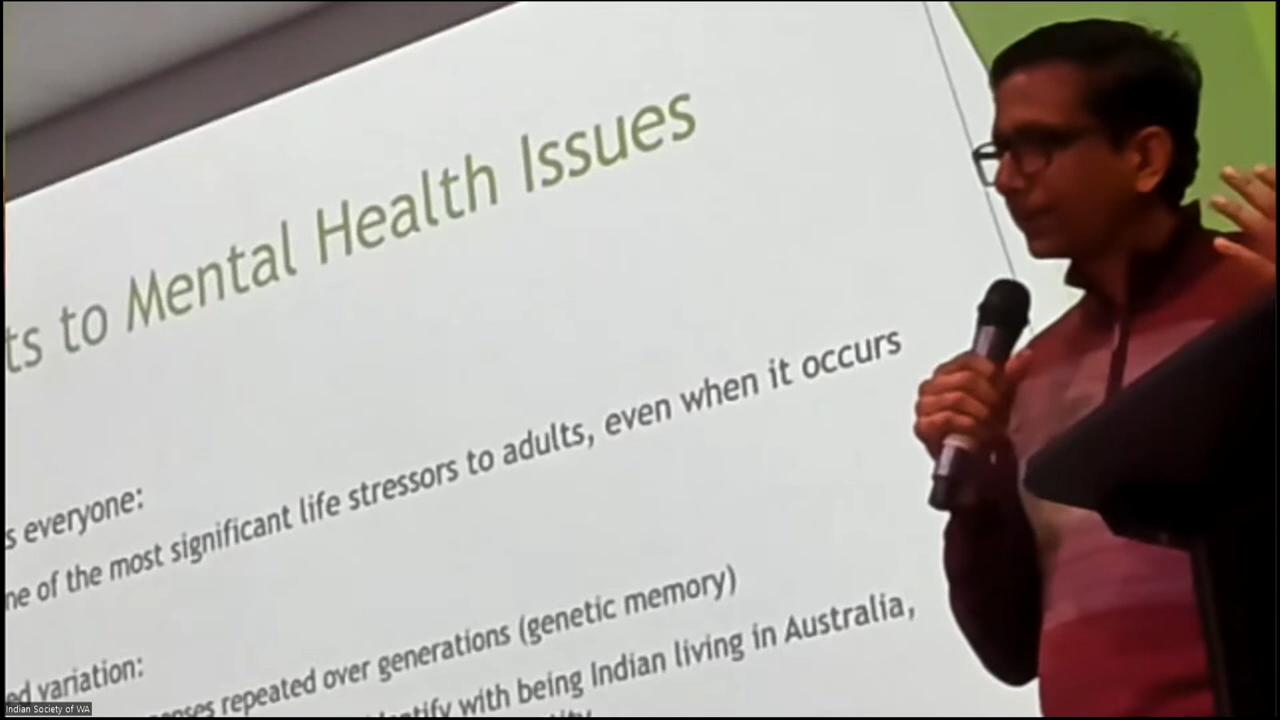 ts to Mental Health Issues
s everyone:
ne of the most significant life stressors to adults, even when it occurs
ed variation:
repeated over generations (genetic memory)
with being Indian living in Australia,
Indian Society of WA